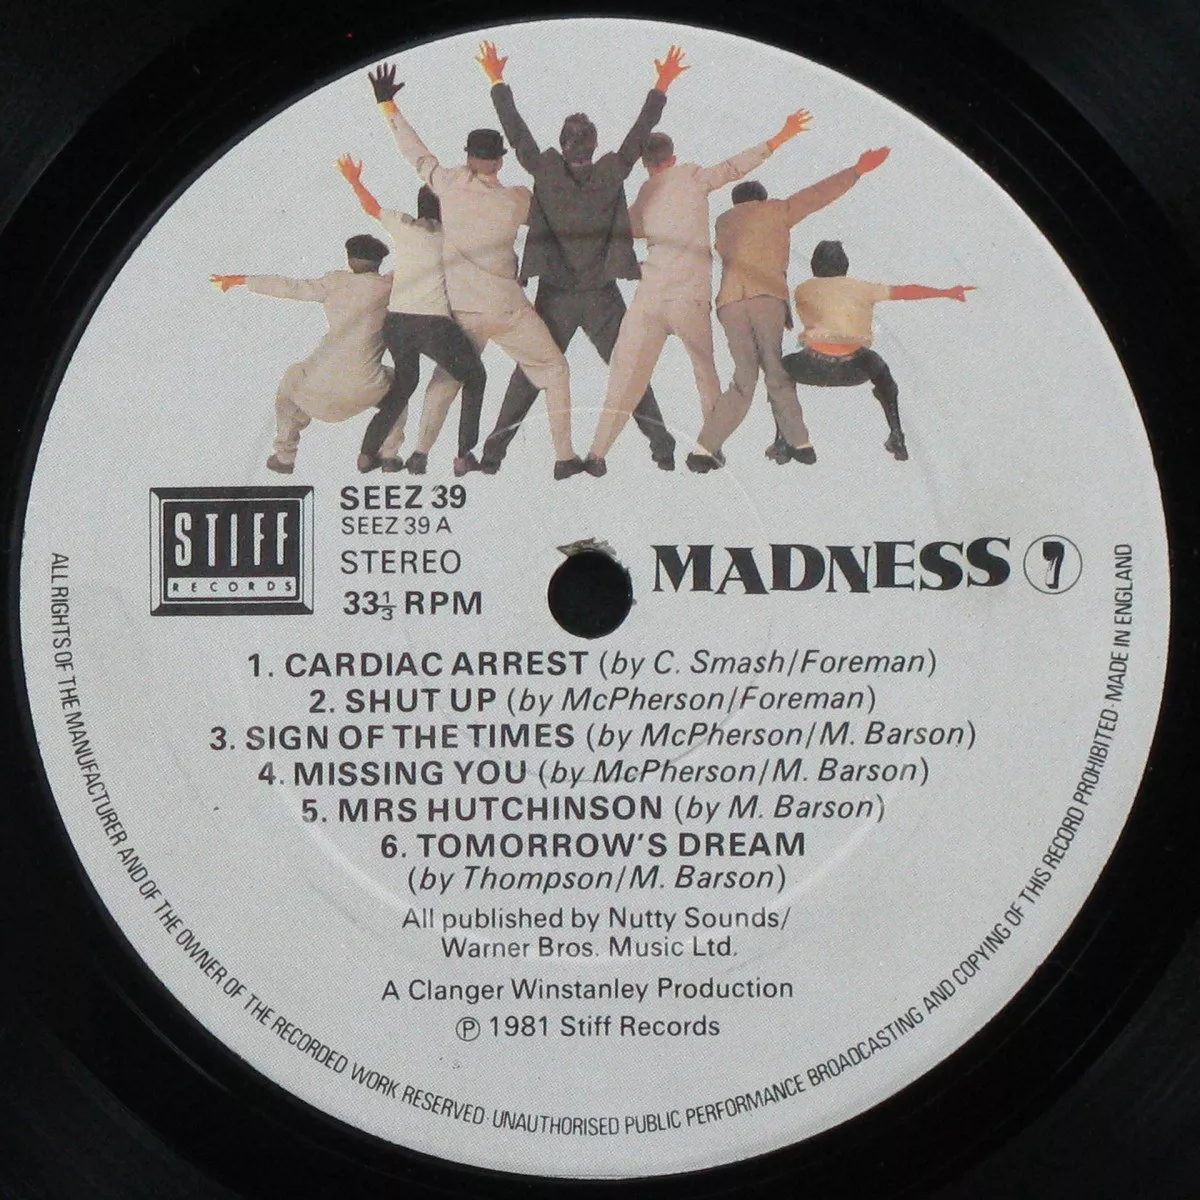 STIFF
RECORDS
SEEZ 39
SEEZ 39 A
STEREO
33⅓ RPM
MADNESS 7
1. CARDIAC ARREST (by C. Smash/Foreman)
2. SHUT UP (by McPherson/Foreman)
3. SIGN OF THE TIMES (by McPherson/M. Barson)
4. MISSING YOU (by McPherson/M. Barson)
5. MRS HUTCHINSON (by M. Barson)
6. TOMORROW'S DREAM
(by Thompson/M. Barson)
All published by Nutty Sounds/
Warner Bros. Music Ltd.
A Clanger Winstanley Production
℗ 1981 Stiff Records
ALL RIGHTS OF THE MANUFACTURER AND OF THE OWNER OF THE RECORDED WORK RESERVED·UNAUTHORISED PUBLIC PERFORMANCE BROADCASTING AND COPYING OF THIS RECORD PROHIBITED·MADE IN ENGLAND